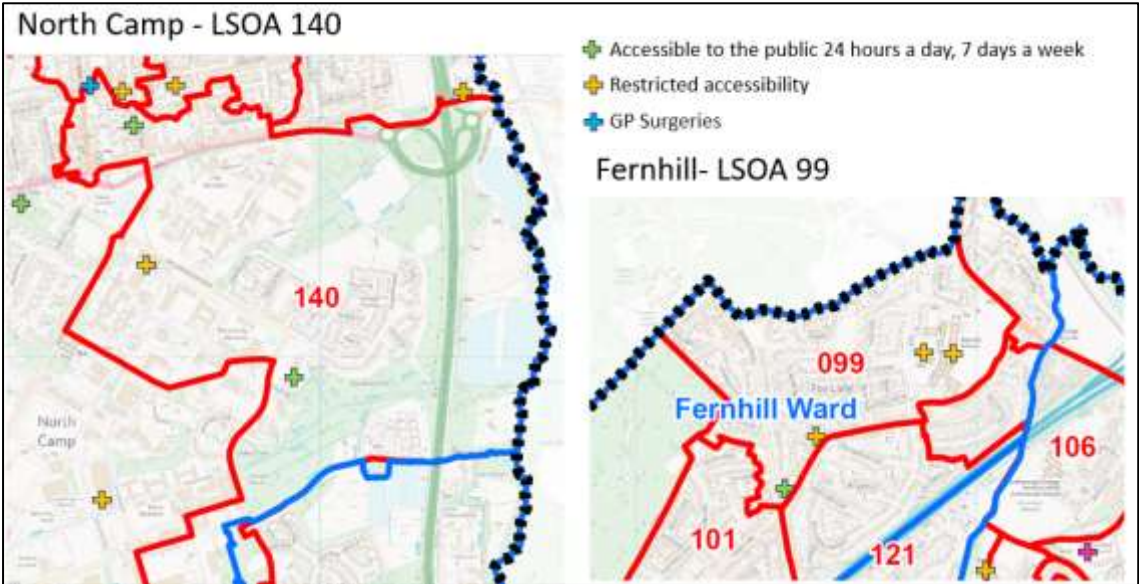 North Camp - LSOA 140
Accessible to the public 24 hours a day, 7 days a week
Restricted accessibility
GP Surgeries
Fernhill- LSOA 99
140
North
Camp
099
Fernhill Ward
106
101
121